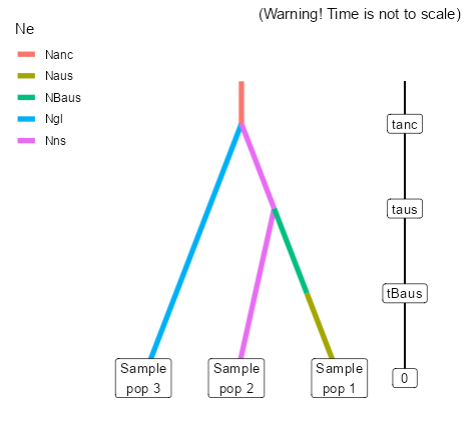 (Warning! Time is not to scale)
Ne
Nanc
Naus
NBaus
Ngl
Nns
tanc
taus
tBaus
0
Sample
pop 3
Sample
pop 2
Sample
pop 1